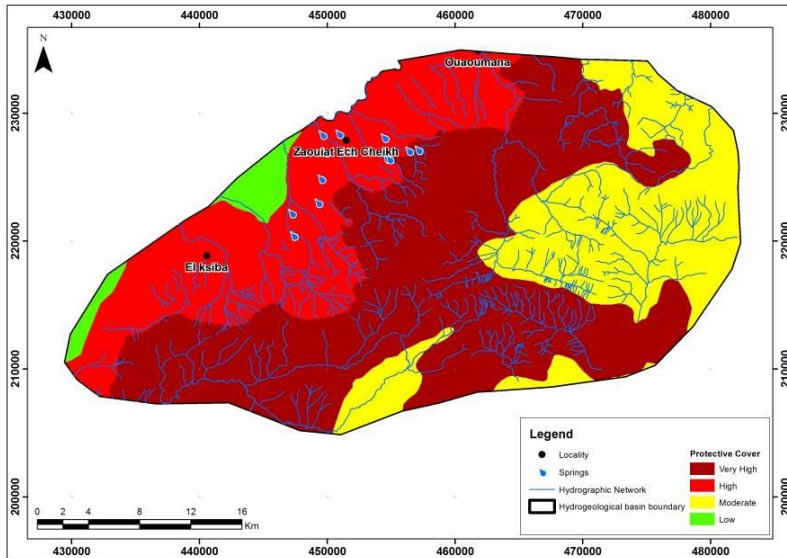 430000 440000 450000 460000 470000 480000
N
Ouaoumana
230000 230000
Zaouiat Ech Cheikh
220000 220000
El ksiba
210000 210000
Legend
Locality
Springs
Hydrographic Network
Hydrogeological basin boundary
Protective Cover
Very High
High
Moderate
Low
200000 200000
0 2 4 8 12 16
Km
430000 440000 450000 460000 470000 480000